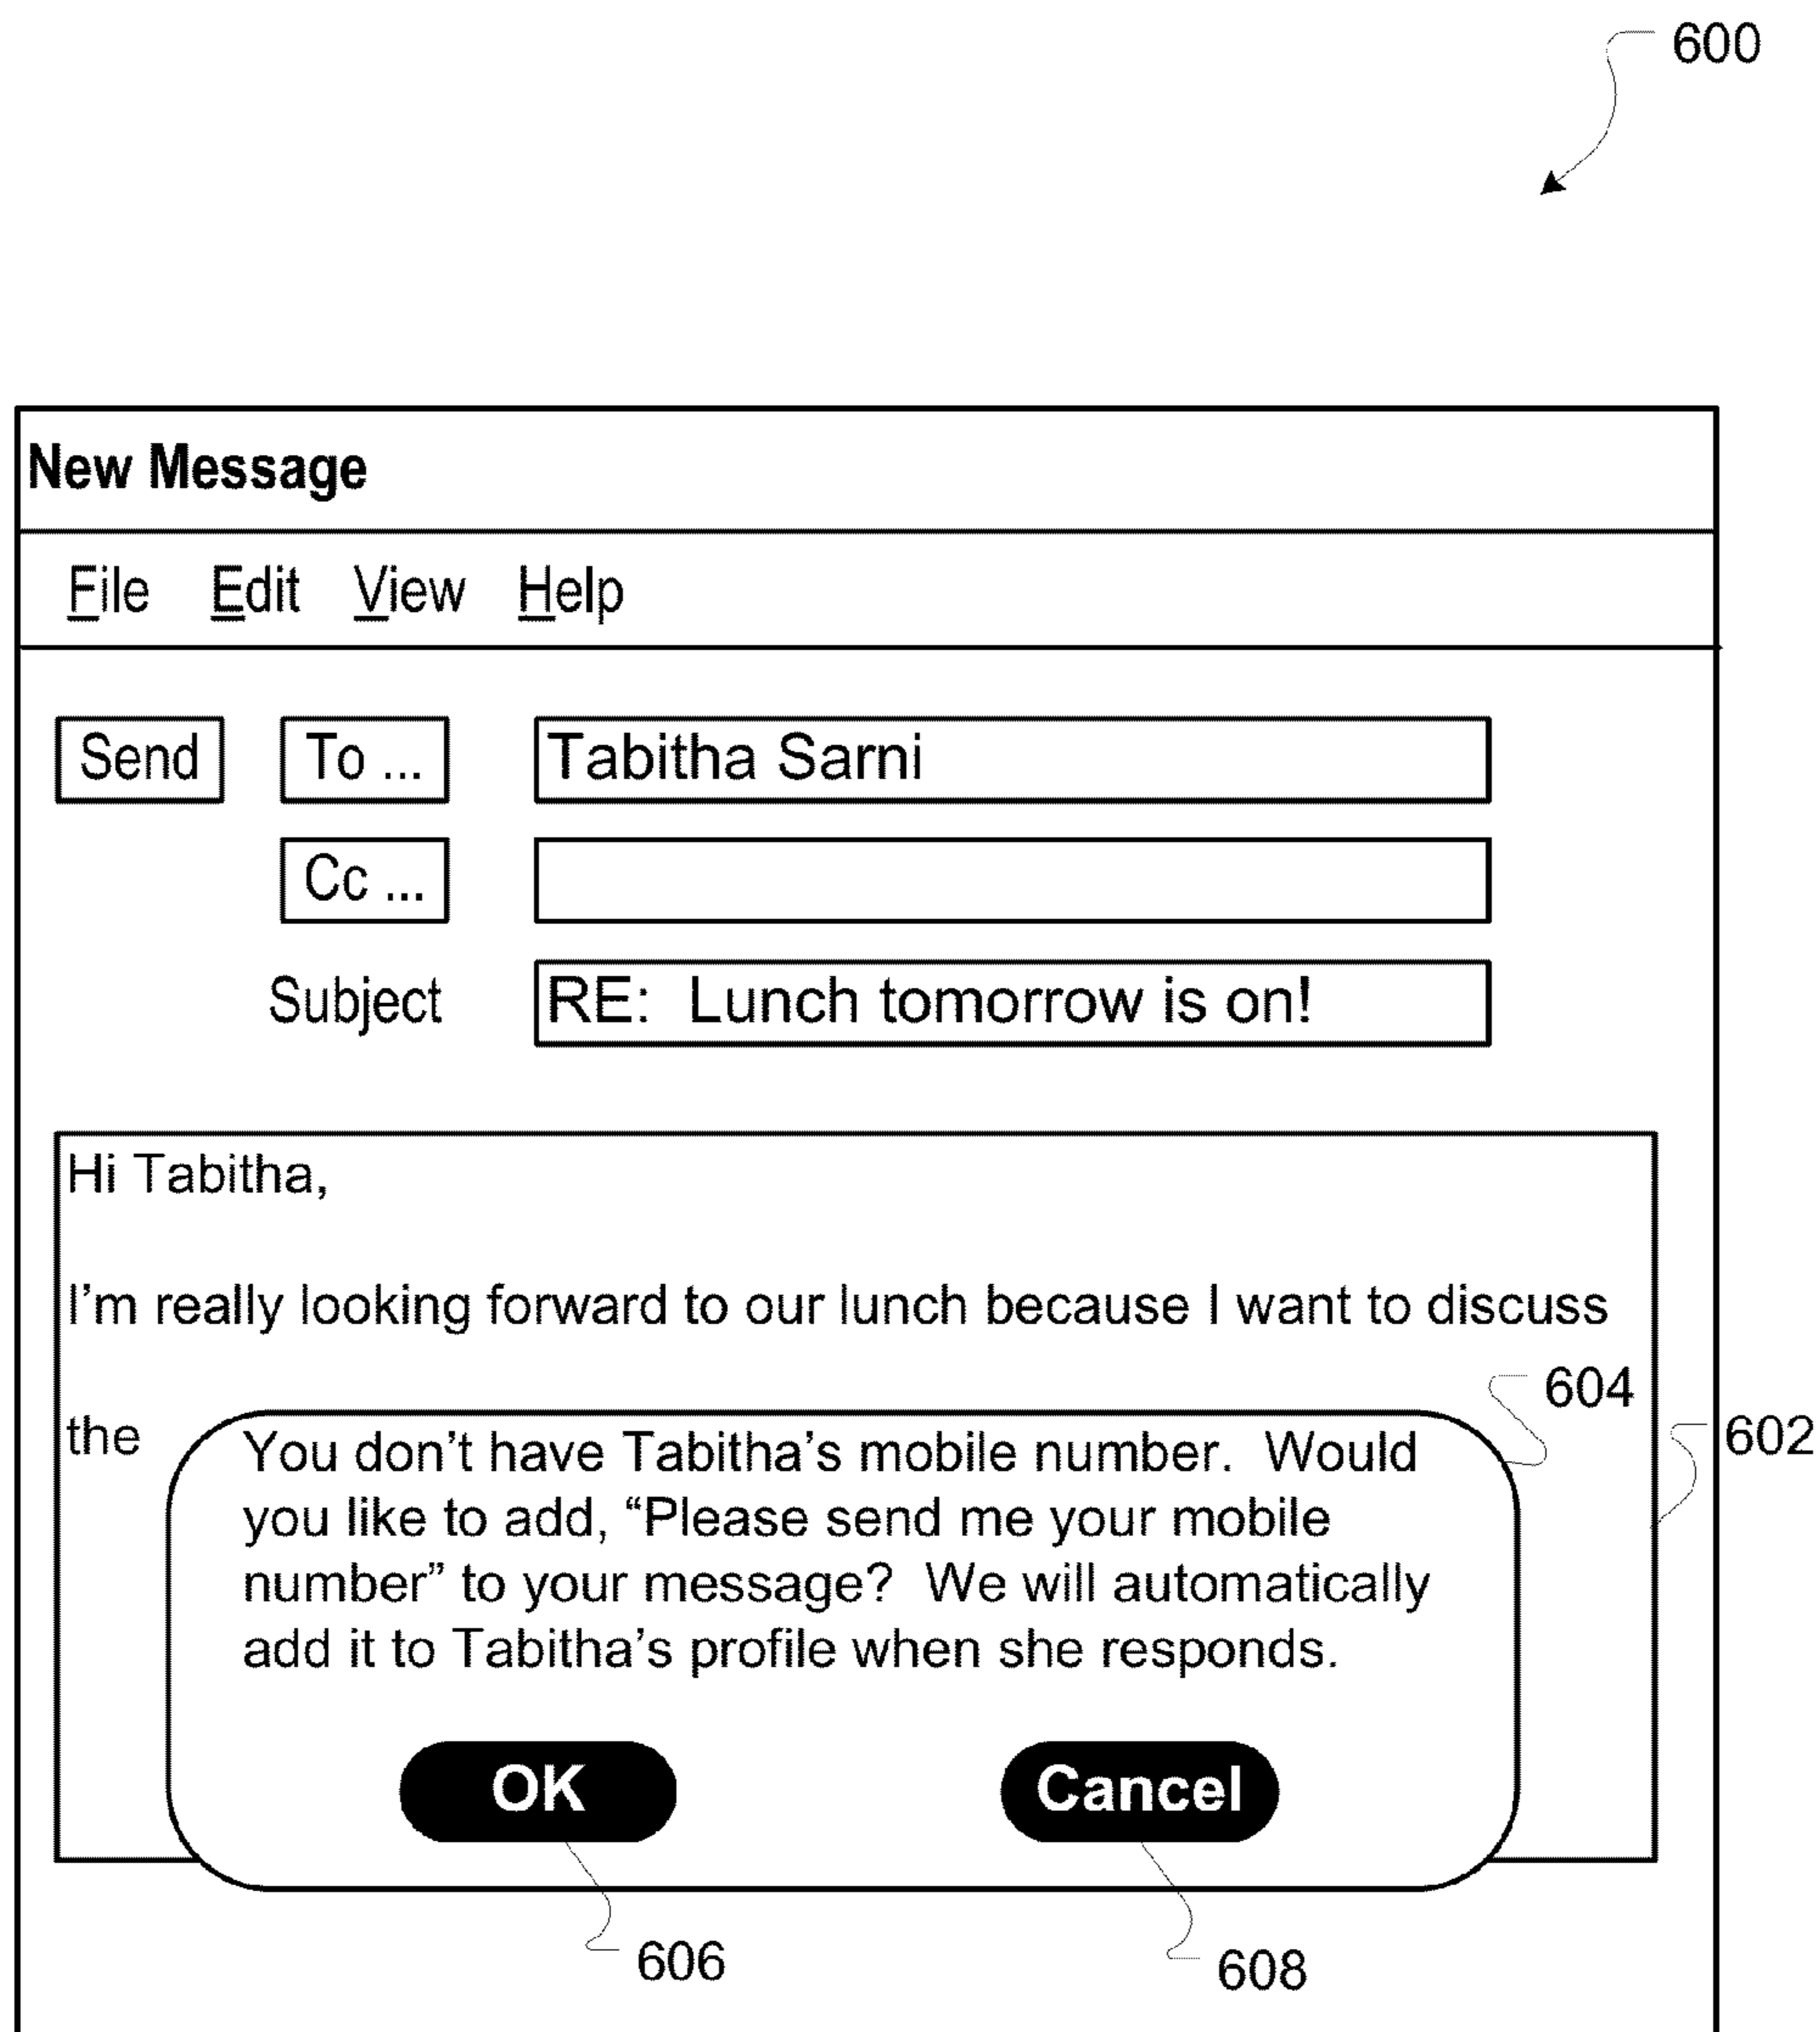 600
New Message
File Edit View Help
Send To ... Tabitha Sarni
Cc ...
Subject RE: Lunch tomorrow is on!
Hi Tabitha,
I'm really looking forward to our lunch because I want to discuss
604
the
602
You don't have Tabitha's mobile number. Would
you like to add, “Please send me your mobile
number” to your message? We will automatically
add it to Tabitha's profile when she responds.
OK Cancel
606 608